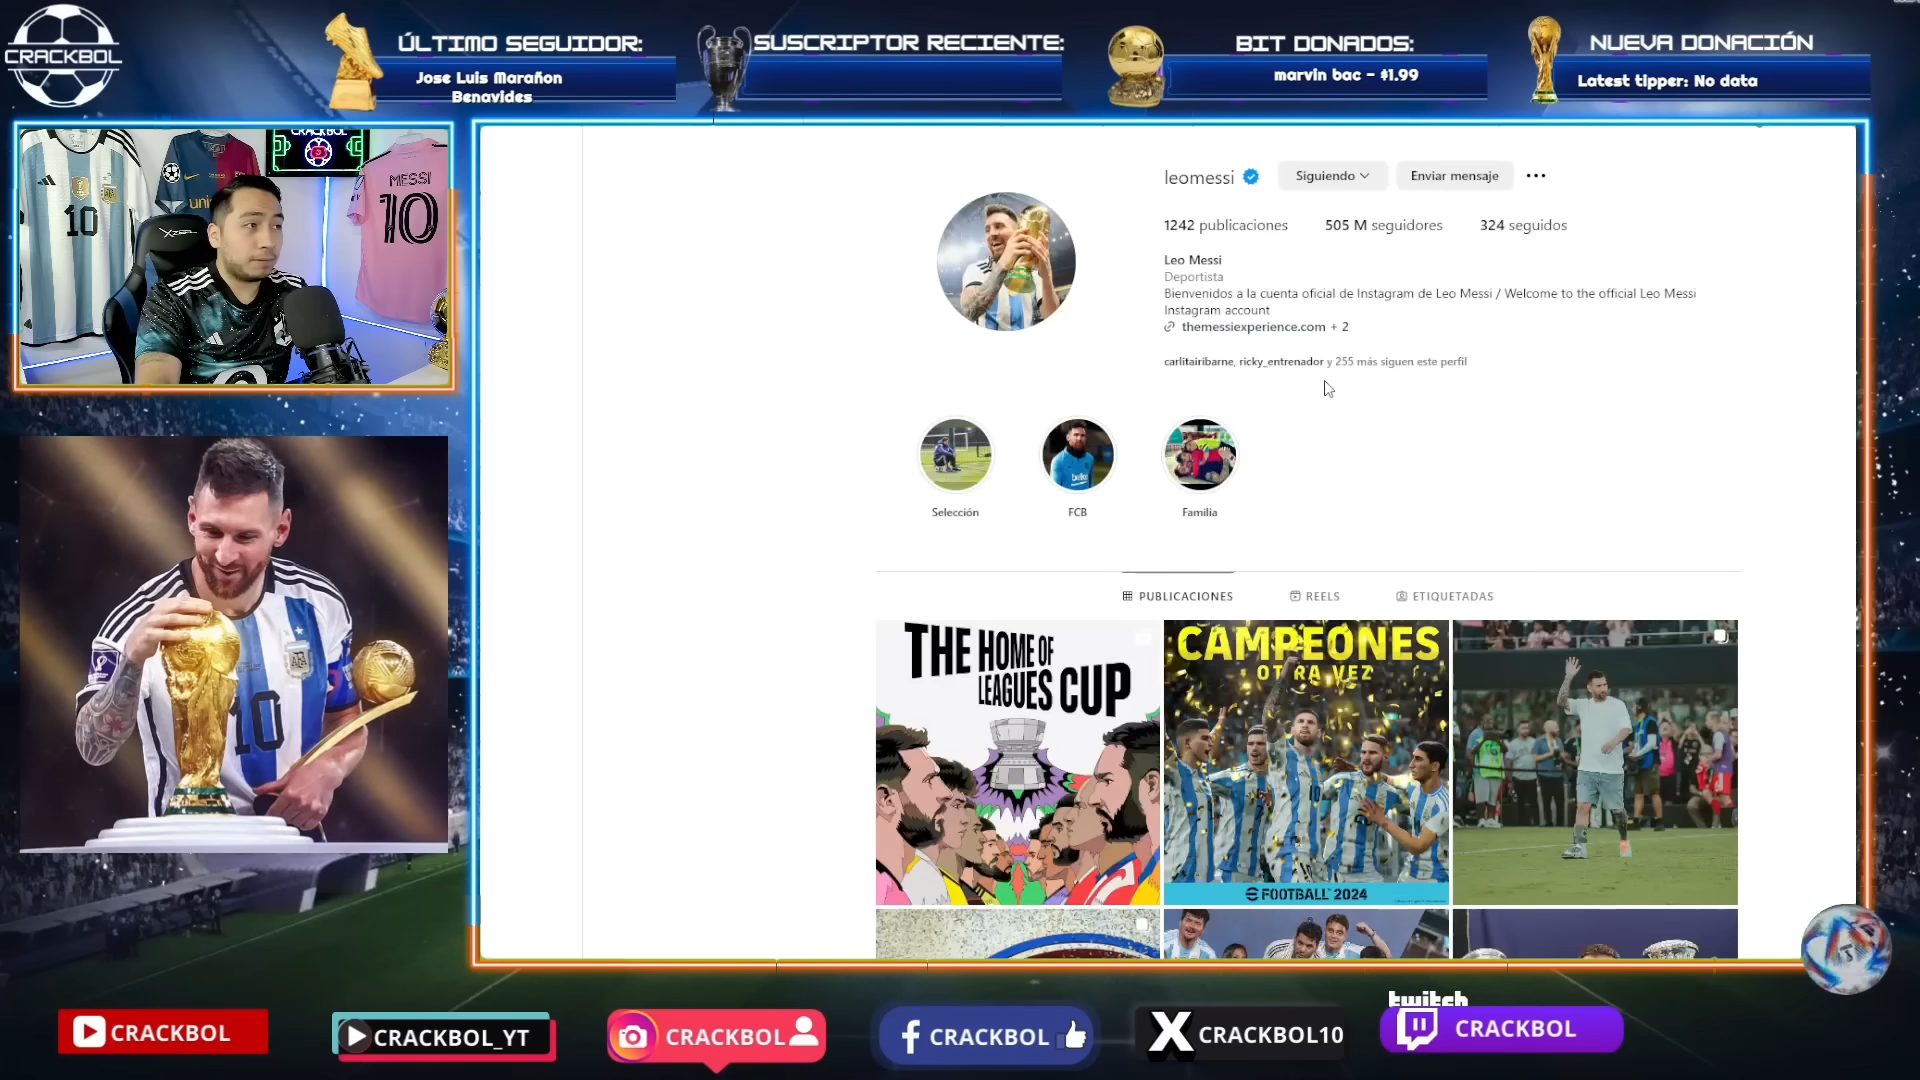 CRACKBOL
ÚLTIMO SEGUIDOR:
Jose Luis Marañon
Benavides
SUSCRIPTOR RECIENTE:
BIT DONADOS:
marvin bac - $1.99
NUEVA DONACIÓN
Latest tipper: No data
CRACKBOL
10
MESSI
10
leomessi
Siguiendo
Enviar mensaje
1242 publicaciones
505 M seguidores
324 seguidos
Leo Messi
Deportista
Bienvenidos a la cuenta oficial de Instagram de Leo Messi / Welcome to the official Leo Messi
Instagram account
themessiexperience.com + 2
carlitairibarne, ricky_entrenador y 255 más siguen este perfil
Selección
FCB
Familia
PUBLICACIONES
REELS
ETIQUETADAS
THE HOME OF
LEAGUES CUP
CAMPEONES
OTRA VEZ
FOOTBALL 2024
AFA
10
CRACKBOL
CRACKBOL_YT
CRACKBOL
CRACKBOL
X CRACKBOL10
twitch
CRACKBOL